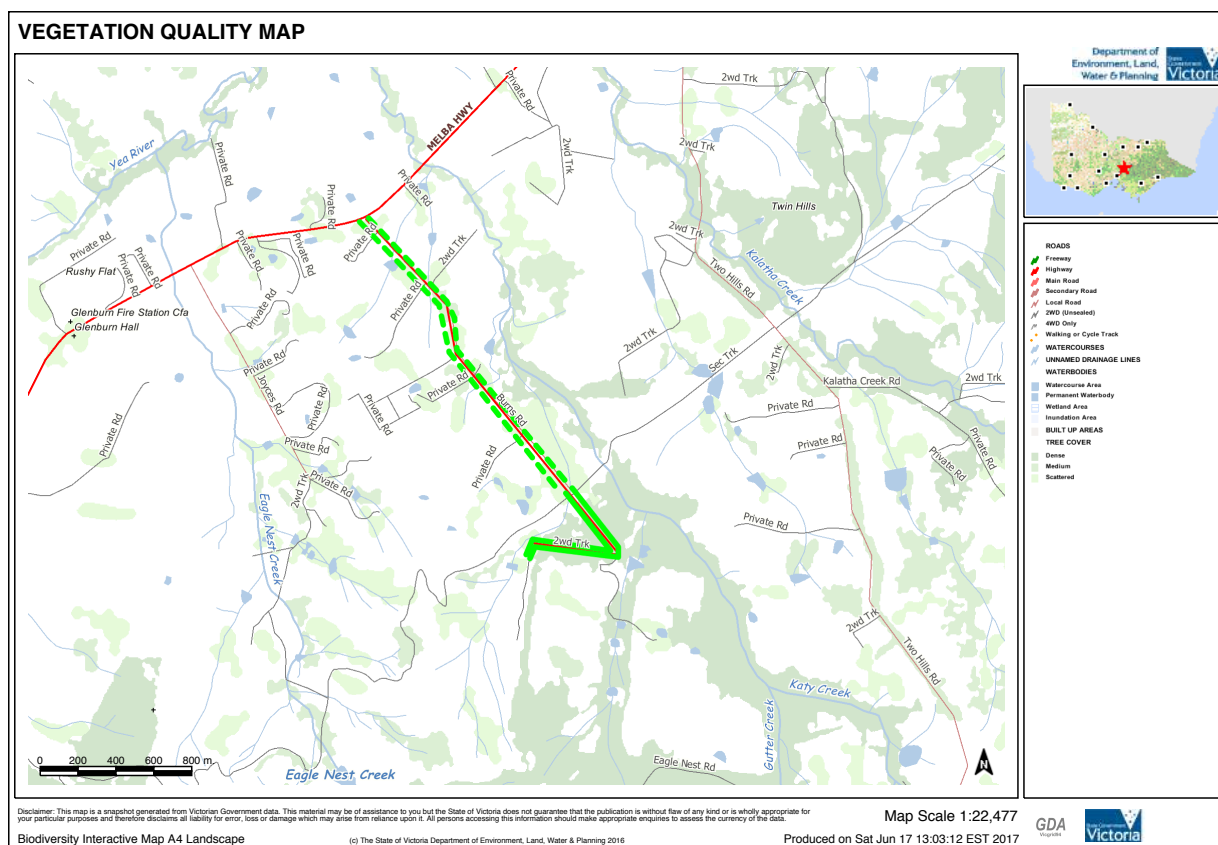 VEGETATION QUALITY MAP
Department of
Environment, Land,
Water & Planning
State
Government
Victoria
2wd Trk
Private Rd
MELBA HWY
Yea River
Private Rd
2wd Trk
2wd Trk
Private Rd
Private Rd
Twin Hills
Private Rd
2wd Trk
Private Rd
2wd Trk
Private Rd
Private Rd
Private Rd
Rushy Flat
Private Rd
Private Rd
Kalatha Creek
Two Hills Rd
Private Rd
Private Rd
Glenburn Fire Station Cfa
Glenburn Hall
2wd Trk
Sec Trk
2wd Trk
Private Rd
Joyces Rd
Private Rd
Private Rd
Private Rd
Kalatha Creek Rd
2wd Trk
Private Rd
Burns Rd
Private Rd
Private Rd
Private Rd
Private Rd
Private Rd
Private Rd
Private Rd
2wd Trk
Eagle Nest Creek
Private Rd
2wd Trk
2wd Trk
Two Hills Rd
Katy Creek
Gutter Creek
Eagle Nest Rd
Eagle Nest Creek
0 200 400 600 800 m
N
ROADS
Freeway
Highway
Main Road
Secondary Road
Local Road
2WD (Unsealed)
4WD Only
Walking or Cycle Track
WATERCOURSES
UNNAMED DRAINAGE LINES
WATERBODIES
Watercourse Area
Permanent Waterbody
Wetland Area
Inundation Area
BUILT UP AREAS
TREE COVER
Dense
Medium
Scattered
Disclaimer: This map is a snapshot generated from Victorian Government data. This material may be of assistance to you but the State of Victoria does not guarantee that the publication is without flaw of any kind or is wholly appropriate for
your particular purposes and therefore disclaims all liability for error, loss or damage which may arise from reliance upon it. All persons accessing this information should make appropriate enquiries to assess the currency of the data.
Map Scale 1:22,477
Biodiversity Interactive Map A4 Landscape
(c) The State of Victoria Department of Environment, Land, Water & Planning 2016
Produced on Sat Jun 17 13:03:12 EST 2017
GDA
Victoria